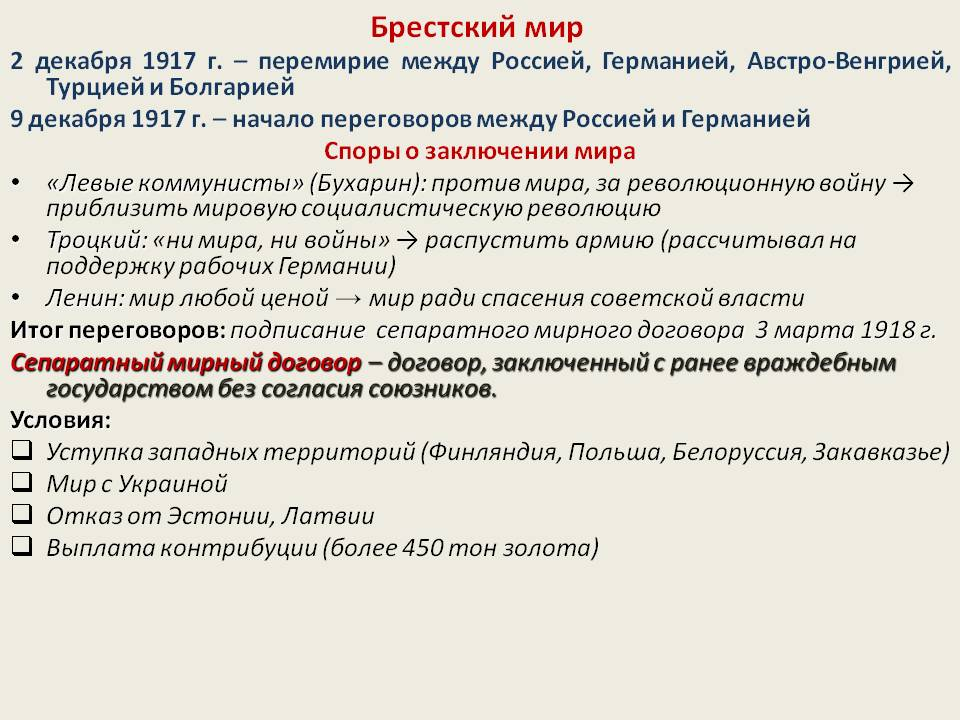 Брестский мир
2 декабря 1917 г. – перемирие между Россией, Германией, Австро-Венгрией,
Турцией и Болгарией
9 декабря 1917 г. – начало переговоров между Россией и Германией
Споры о заключении мира
• «Левые коммунисты» (Бухарин): против мира, за революционную войну →
приблизить мировую социалистическую революцию
• Троцкий: «ни мира, ни войны» → распустить армию (рассчитывал на
поддержку рабочих Германии)
• Ленин: мир любой ценой → мир ради спасения советской власти
Итог переговоров: подписание сепаратного мирного договора 3 марта 1918 г.
Сепаратный мирный договор – договор, заключенный с ранее враждебным
государством без согласия союзников.
Условия:
❑ Уступка западных территорий (Финляндия, Польша, Белоруссия, Закавказье)
❑ Мир с Украиной
❑ Отказ от Эстонии, Латвии
❑ Выплата контрибуции (более 450 тон золота)